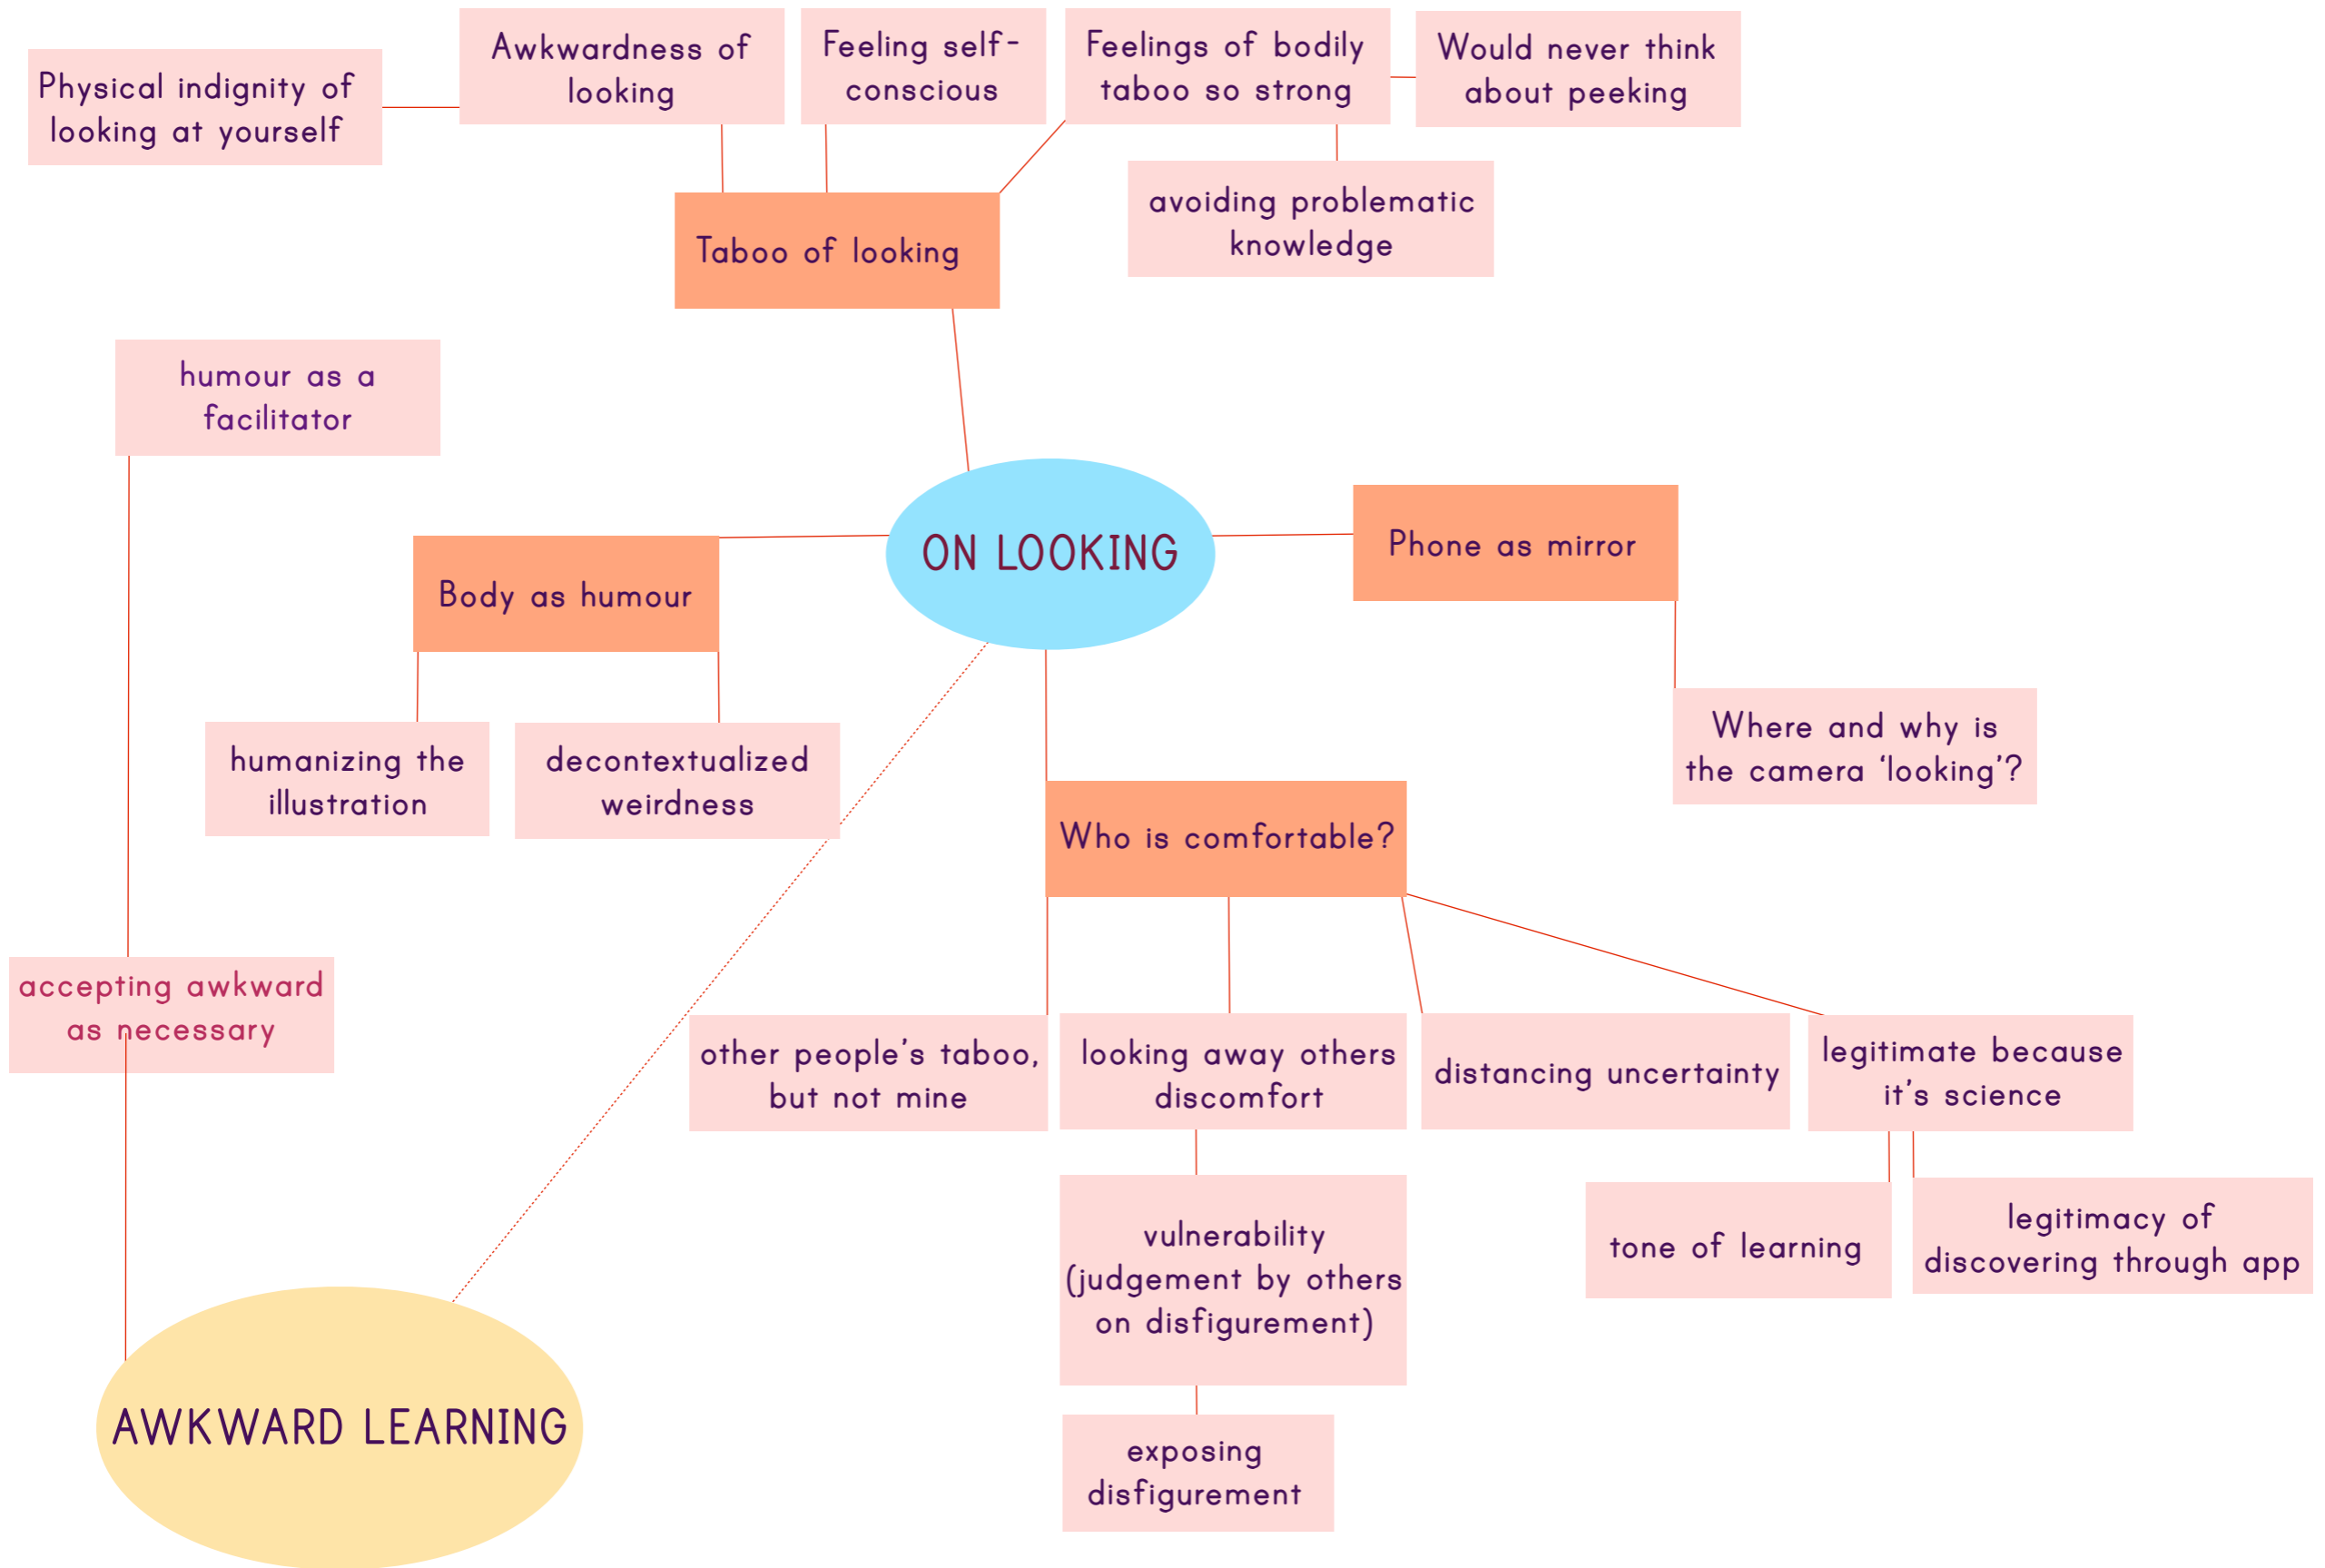 Physical indignity of
looking at yourself
Awkwardness of
looking
Feeling self-
conscious
Feelings of bodily
taboo so strong
Would never think
about peeking
avoiding problematic
knowledge
Taboo of looking
humour as a
facilitator
ON LOOKING
Phone as mirror
Body as humour
humanizing the
illustration
decontextualized
weirdness
Where and why is
the camera ‘looking’?
Who is comfortable?
accepting awkward
as necessary
other people’s taboo,
but not mine
looking away others
discomfort
distancing uncertainty
legitimate because
it’s science
vulnerability
(judgement by others
on disfigurement)
tone of learning
legitimacy of
discovering through app
AWKWARD LEARNING
exposing
disfigurement